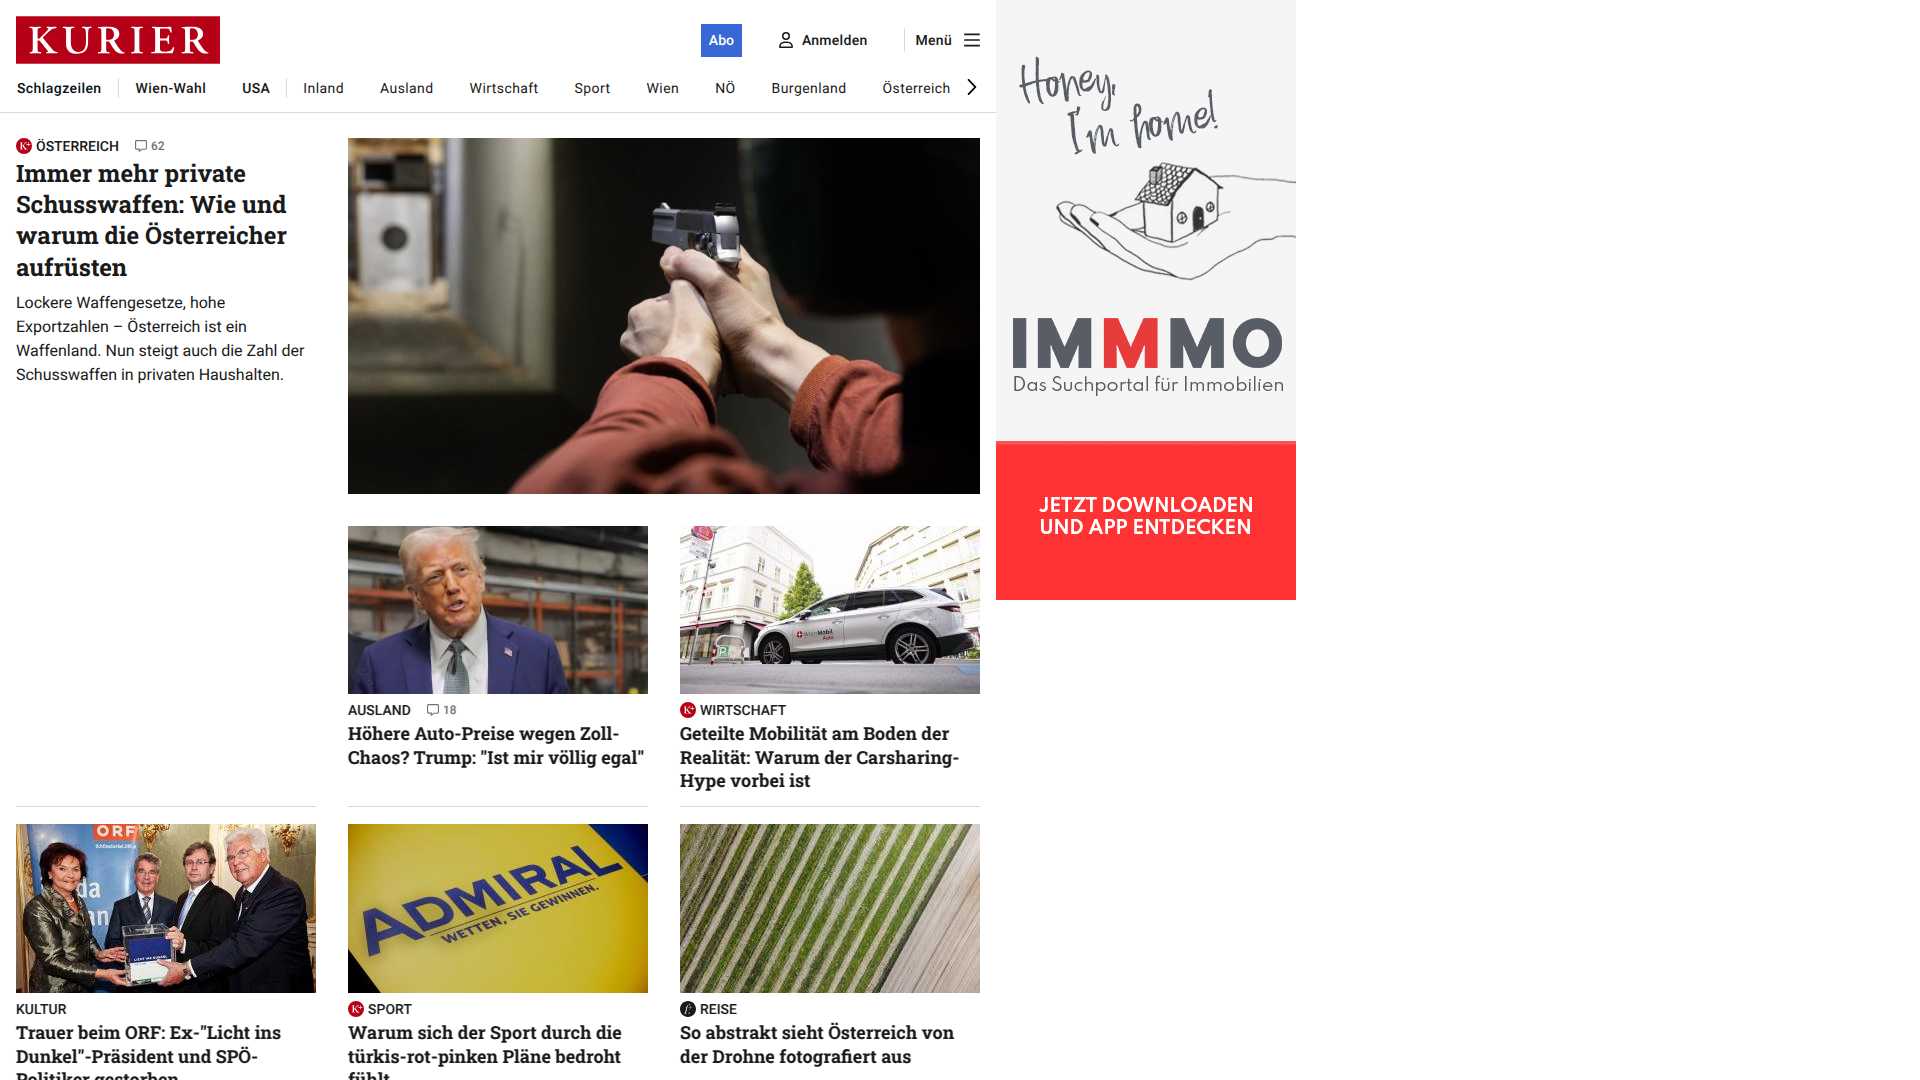 KURIER
Abo
Anmelden
Menü
Schlagzeilen
Wien-Wahl
USA
Inland
Ausland
Wirtschaft
Sport
Wien
NÖ
Burgenland
Österreich
ÖSTERREICH 62
Immer mehr private
Schusswaffen: Wie und
warum die Österreicher
aufrüsten
Lockere Waffengesetze, hohe
Exportzahlen – Österreich ist ein
Waffenland. Nun steigt auch die Zahl der
Schusswaffen in privaten Haushalten.
AUSLAND 18
Höhere Auto-Preise wegen Zoll-
Chaos? Trump: "Ist mir völlig egal"
K+ WIRTSCHAFT
Geteilte Mobilität am Boden der
Realität: Warum der Carsharing-
Hype vorbei ist
ORF
KULTUR
Trauer beim ORF: Ex-"Licht ins
Dunkel"-Präsident und SPÖ-
Politiker gestorben
ADMIRAL
WETTEN, SIE GEWINNEN.
K+ SPORT
Warum sich der Sport durch die
türkis-rot-pinken Pläne bedroht
fühlt
REISE
So abstrakt sieht Österreich von
der Drohne fotografiert aus
Honey,
I'm home!
IMMMO
Das Suchportal für Immobilien
JETZT DOWNLOADEN
UND APP ENTDECKEN